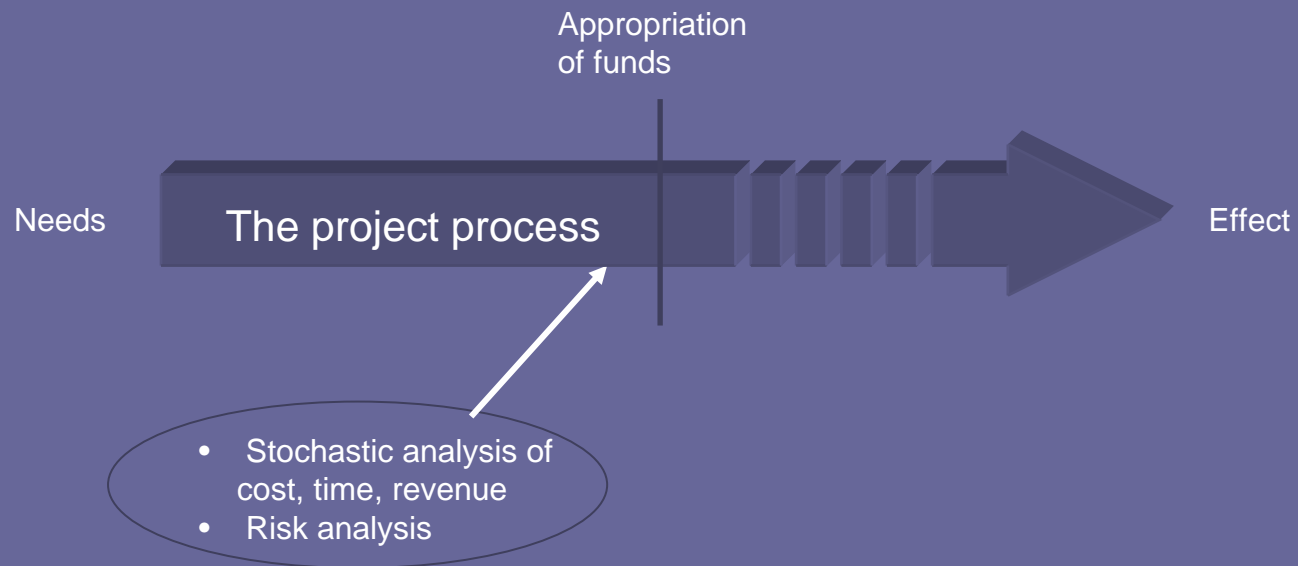 Appropriation
of funds
Needs
The project process
Effect
• Stochastic analysis of
cost, time, revenue
• Risk analysis